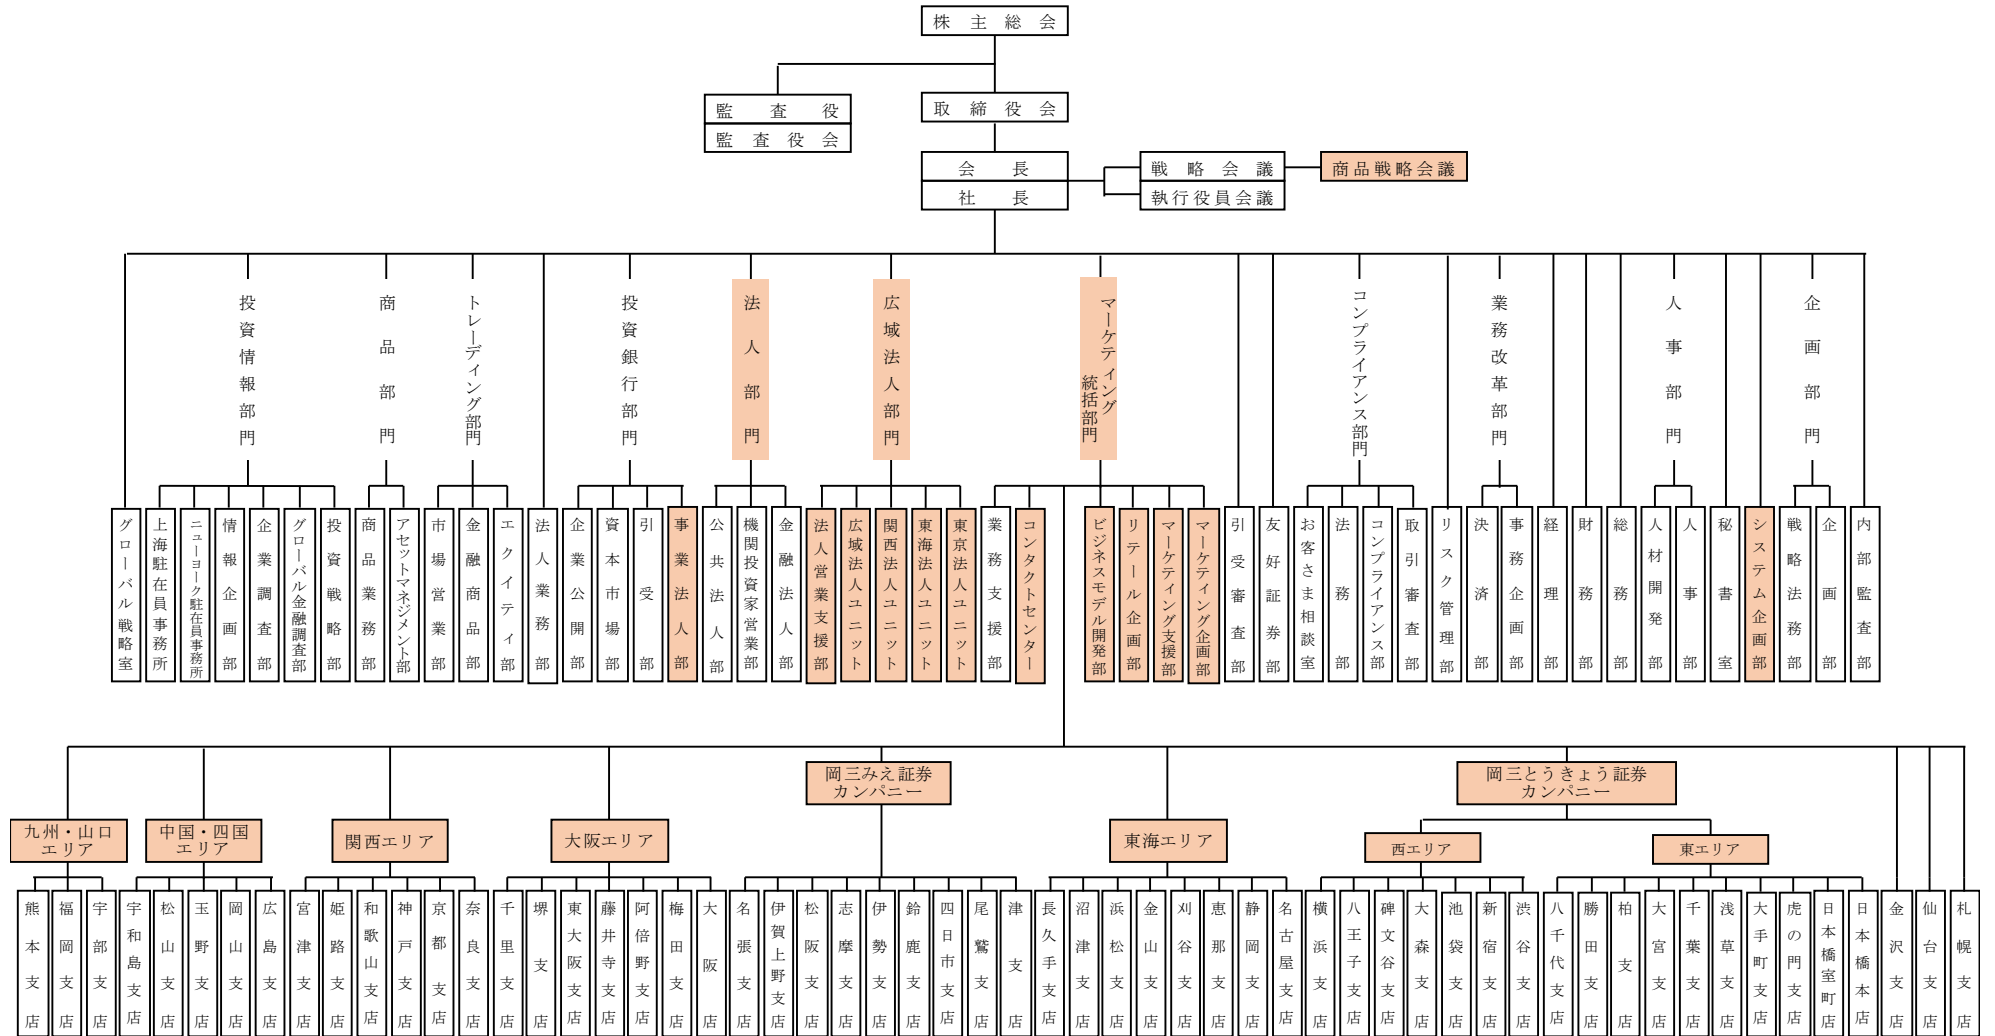 株主総会
監査役
監査役会
取締役会
会長
社長
戦略会議
執行役員会議
商品戦略会議
投資情報部門
商品部門
トレーディング部門
投資銀行部門
法人部門
広域法人部門
マーケティング
統括部門
コンプライアンス部門
業務改革部門
人事部門
企画部門
グローバル戦略室
上海駐在員事務所
ニューヨーク駐在員事務所
情報企画部
企業調査部
グローバル金融調査部
投資戦略部
商品業務部
アセットマネジメント部
市場営業部
金融商品部
エクイティ部
法人業務部
企業公開部
資本市場部
引受部
事業法人部
公共法人部
機関投資家営業部
金融法人部
法人営業支援部
広域法人ユニット
関西法人ユニット
東海法人ユニット
東京法人ユニット
業務支援部
コンタクトセンター
ビジネスモデル開発部
リテール企画部
マーケティング支援部
マーケティング企画部
引受審査部
友好証券部
お客さま相談室
法務部
コンプライアンス部
取引審査部
リスク管理部
決済部
事務企画部
経理部
財務部
総務部
人材開発部
人事部
秘書室
システム企画部
戦略法務部
企画部
内部監査部
岡三みえ証券
カンパニー
岡三とうきょう証券
カンパニー
九州・山口
エリア
中国・四国
エリア
関西エリア
大阪エリア
東海エリア
西エリア
東エリア
熊本支店
福岡支店
宇部支店
宇和島支店
松山支店
玉野支店
岡山支店
広島支店
宮津支店
姫路支店
和歌山支店
神戸支店
京都支店
奈良支店
千里支店
堺支店
東大阪支店
藤井寺支店
阿倍野支店
梅田支店
大阪店
名張支店
伊賀上野支店
松阪支店
志摩支店
伊勢支店
鈴鹿支店
四日市支店
尾鷲支店
津支店
長久手支店
沼津支店
浜松支店
金山支店
刈谷支店
恵那支店
静岡支店
名古屋支店
横浜支店
八王子支店
碑文谷支店
大森支店
池袋支店
新宿支店
渋谷支店
八千代支店
勝田支店
柏支店
大宮支店
千葉支店
浅草支店
大手町支店
虎の門支店
日本橋室町店
日本橋本店
金沢支店
仙台支店
札幌支店